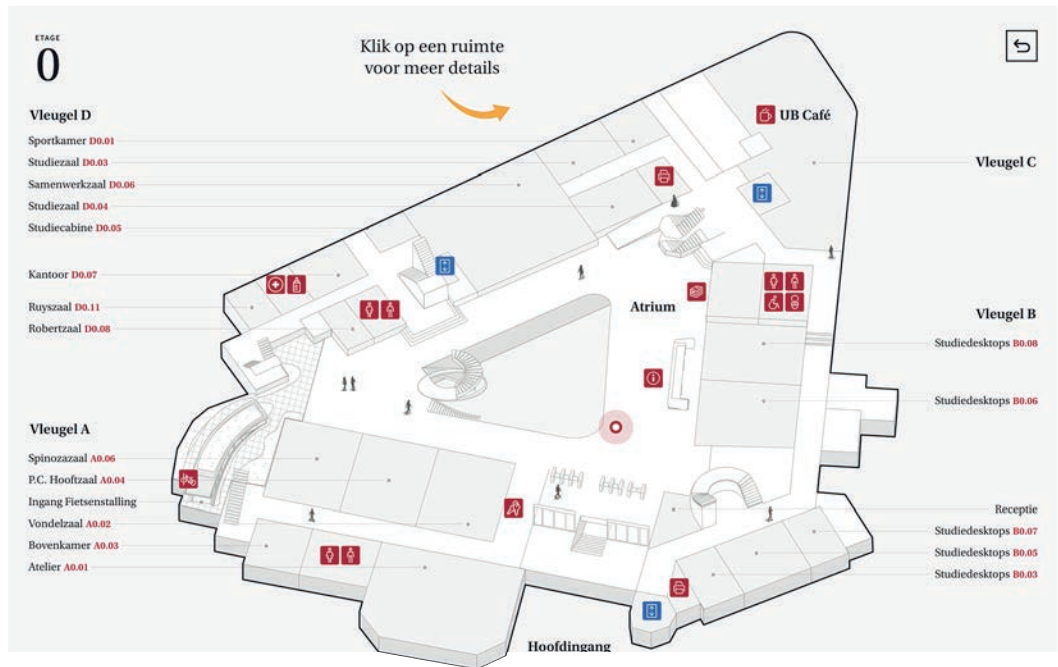 ETAGE
0
Klik op een ruimte
voor meer details
Vleugel D
Sportkamer D0.01
Studiezaal D0.03
Samenwerkzaal D0.06
Studiezaal D0.04
Studiecabine D0.05
Kantoor D0.07
Ruyszaal D0.11
Robertzaal D0.08
Vleugel A
Spinozazaal A0.06
P.C. Hooftzaal A0.04
Ingang Fietsenstalling
Vondelzaal A0.02
Bovenkamer A0.03
Atelier A0.01
UB Café
Atrium
Hoofdingang
Vleugel C
Vleugel B
Studiedesktops B0.08
Studiedesktops B0.06
Receptie
Studiedesktops B0.07
Studiedesktops B0.05
Studiedesktops B0.03